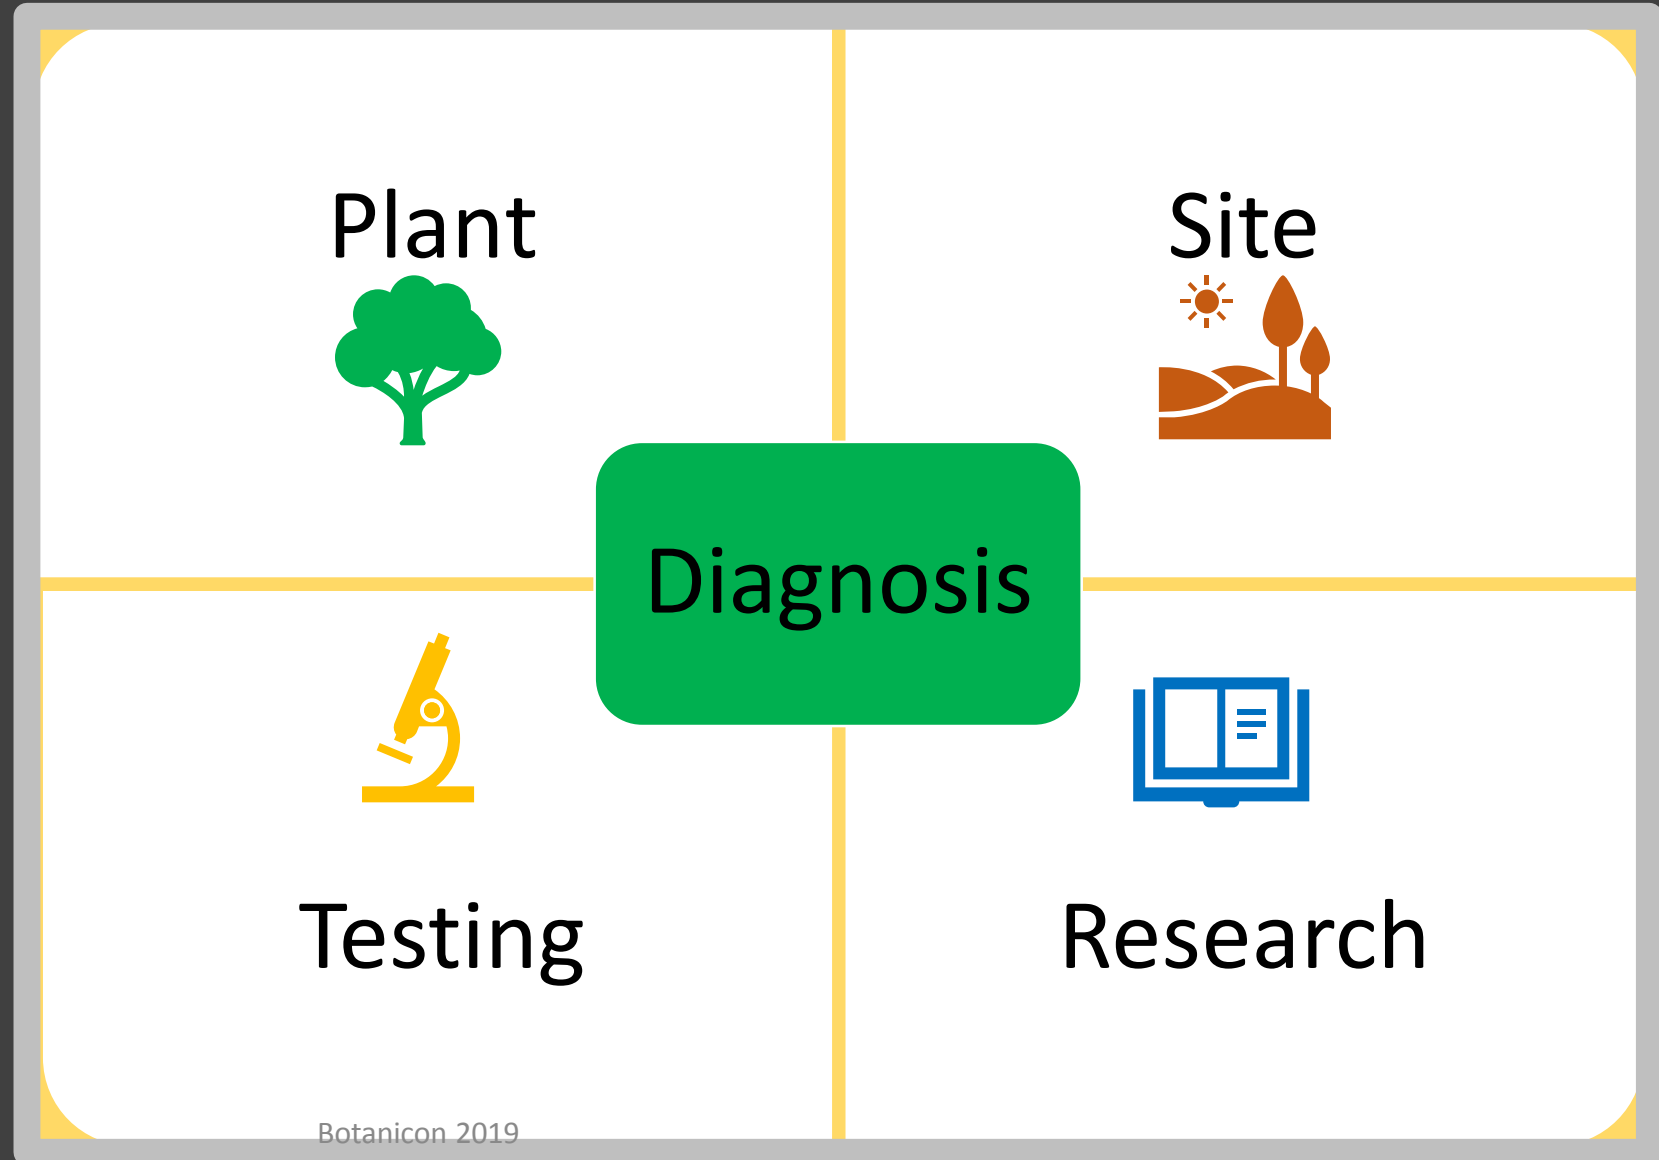 Plant
Site
Diagnosis
Testing
Research
Botanicon 2019